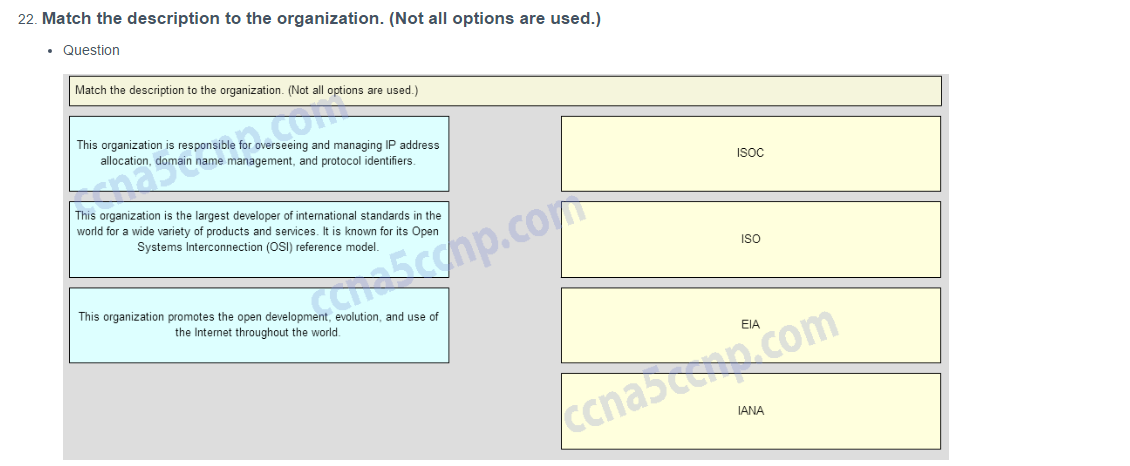 22. Match the description to the organization. (Not all options are used.)
• Question
Match the description to the organization. (Not all options are used.)
This organization is responsible for overseeing and managing IP address
allocation, domain name management, and protocol identifiers.
This organization is the largest developer of international standards in the
world for a wide variety of products and services. It is known for its Open
Systems Interconnection (OSI) reference model.
This organization promotes the open development, evolution, and use of
the Internet throughout the world.
ISOC
ISO
EIA
IANA
ccna5ccnp.com
ccna5ccnp.com
ccna5ccnp.com